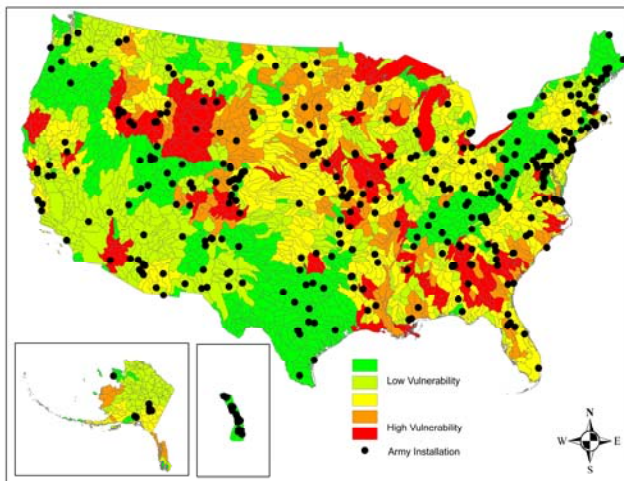 Low Vulnerability
High Vulnerability
Army Installation
N
W E
S